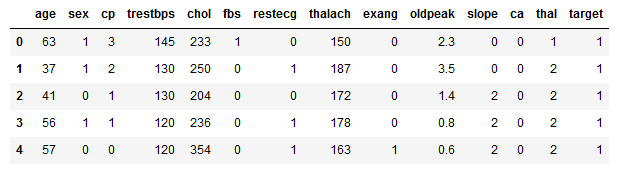 age sex cp trestbps chol fbs restecg thalach exang oldpeak slope ca thal target
0 63 1 3 145 233 1 0 150 0 2.3 0 0 1 1
1 37 1 2 130 250 0 1 187 0 3.5 0 0 2 1
2 41 0 1 130 204 0 0 172 0 1.4 2 0 2 1
3 56 1 1 120 236 0 1 178 0 0.8 2 0 2 1
4 57 0 0 120 354 0 1 163 1 0.6 2 0 2 1